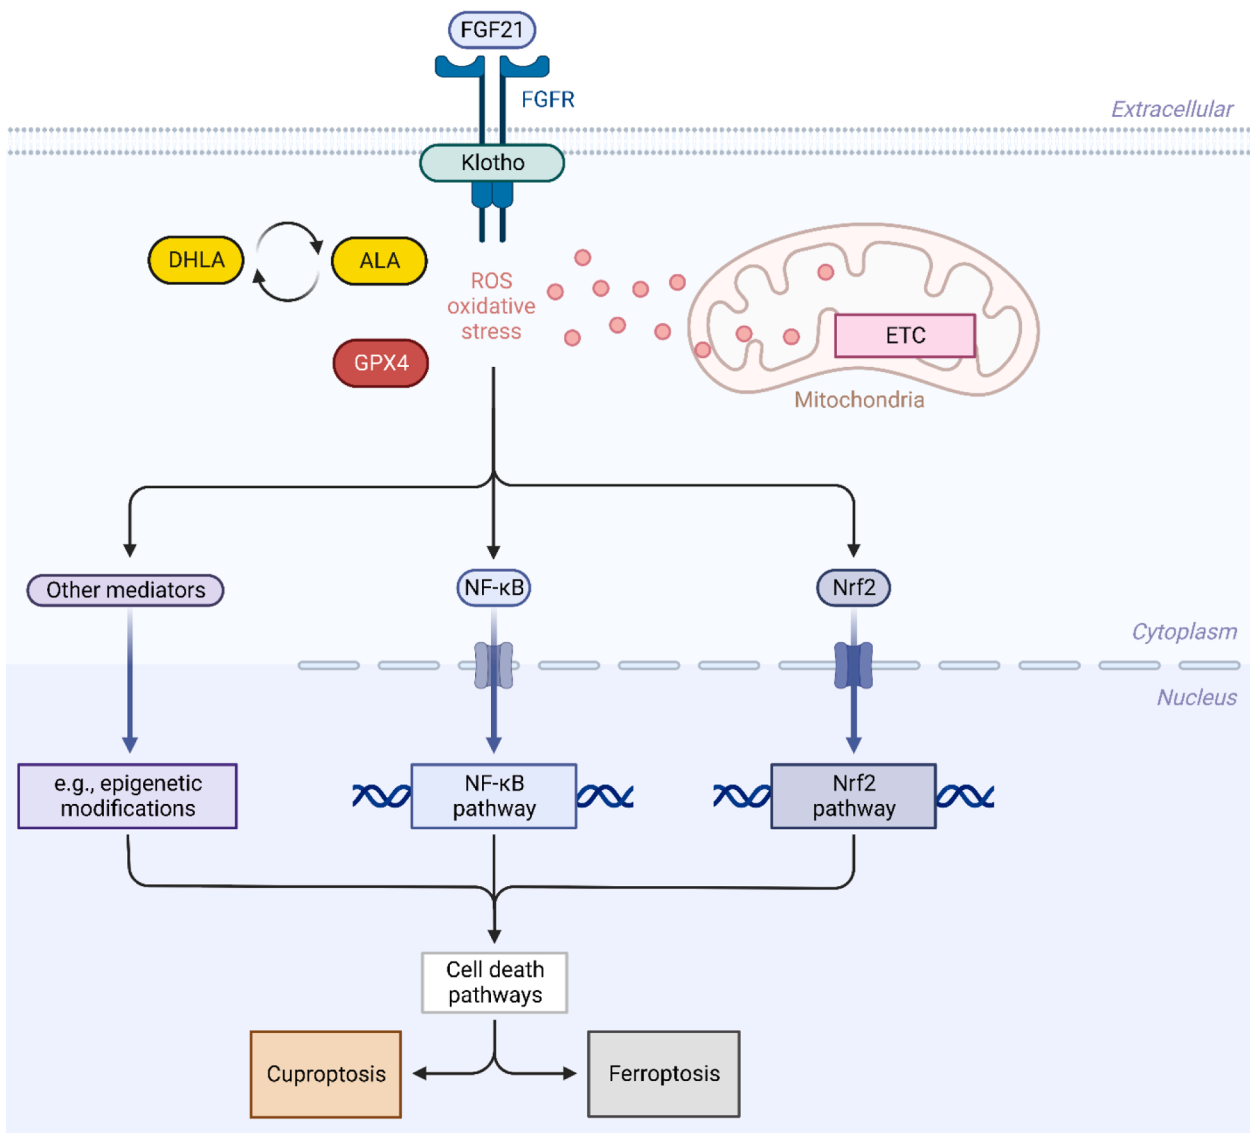 FGF21
FGFR
Extracellular
Klotho
DHLA
ALA
ROS
oxidative
stress
ETC
GPX4
Mitochondria
Other mediators
NF-κB
Nrf2
Cytoplasm
Nucleus
e.g., epigenetic
modifications
NF-κB
pathway
Nrf2
pathway
Cell death
pathways
Cuproptosis
Ferroptosis